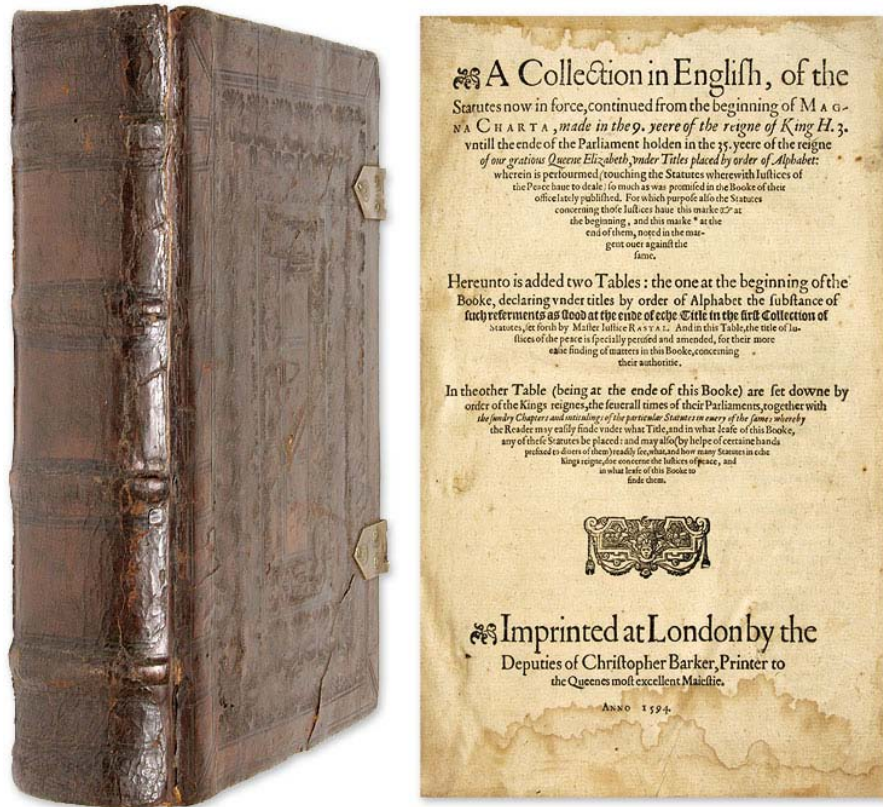 A Collection in Engliſh, of the
Statutes now in force, continued from the beginning of MAG-
NA CHARTA, made in the 9. yeere of the reigne of King H. 3.
vntill the ende of the Parliament holden in the 35. yeere of the reigne
of our gratious Queene Elizabeth, vnder Titles placed by order of Alphabet:
wherein is perfourmed (touching the Statutes wherewith Iuſtices of
the Peace haue to deale) ſo much as was promiſed in the Booke of their
office lately publiſhed. For which purpoſe alſo the Statutes
concerning thoſe Iuſtices haue this marke ☞ at
the beginning, and this marke * at the
end of them, noted in the mar-
gent ouer againſt the
ſame.
Hereunto is added two Tables: the one at the beginning of the
Booke, declaring vnder titles by order of Alphabet the ſubſtance of
ſuch referments as ſtood at the ende of eche Title in the firſt Collection of
Statutes, ſet forth by Maſter Iuſtice RASTAL. And in this Table, the title of Iu-
ſtices of the peace is ſpecially peruſed and amended, for their more
eaſie finding of matters in this Booke, concerning
their authoritie.
In the other Table (being at the ende of this Booke) are ſet downe by
order of the Kings reignes, the ſeuerall times of their Parliaments, together with
the ſundry Chapters and intitulings of the particular Statutes in euery of the ſame: whereby
the Reader may eaſily finde vnder what Title, and in what leafe of this Booke,
any of theſe Statutes be placed: and may alſo (by helpe of certaine hands
prefixed to diuers of them) readily ſee, what, and how many Statutes in eche
Kings reigne, doe concerne the Iuſtices of peace, and
in what leafe of this Booke to
finde them.
Imprinted at London by the
Deputies of Chriſtopher Barker, Printer to
the Queenes moſt excellent Maieſtie.
ANNO 1594.